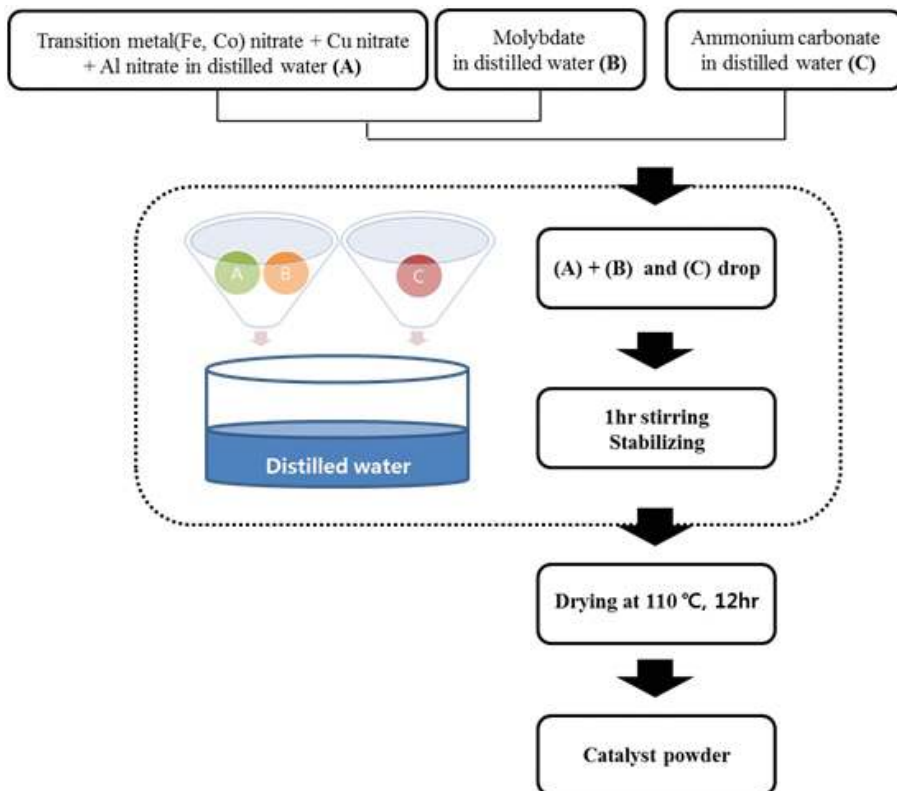 Transition metal(Fe, Co) nitrate + Cu nitrate
+ Al nitrate in distilled water (A)
Molybdate
in distilled water (B)
Ammonium carbonate
in distilled water (C)
A
B
C
(A) + (B) and (C) drop
1hr stirring
Stabilizing
Distilled water
Drying at 110 ℃, 12hr
Catalyst powder